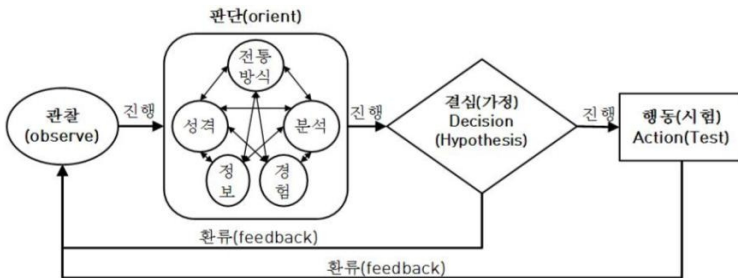 판단(orient)
관찰
(observe)
진행
전통
방식
성격
분석
정
보
경
험
진행
결심(가정)
Decision
(Hypothesis)
진행
행동(시험)
Action(Test)
환류(feedback)
환류(feedback)